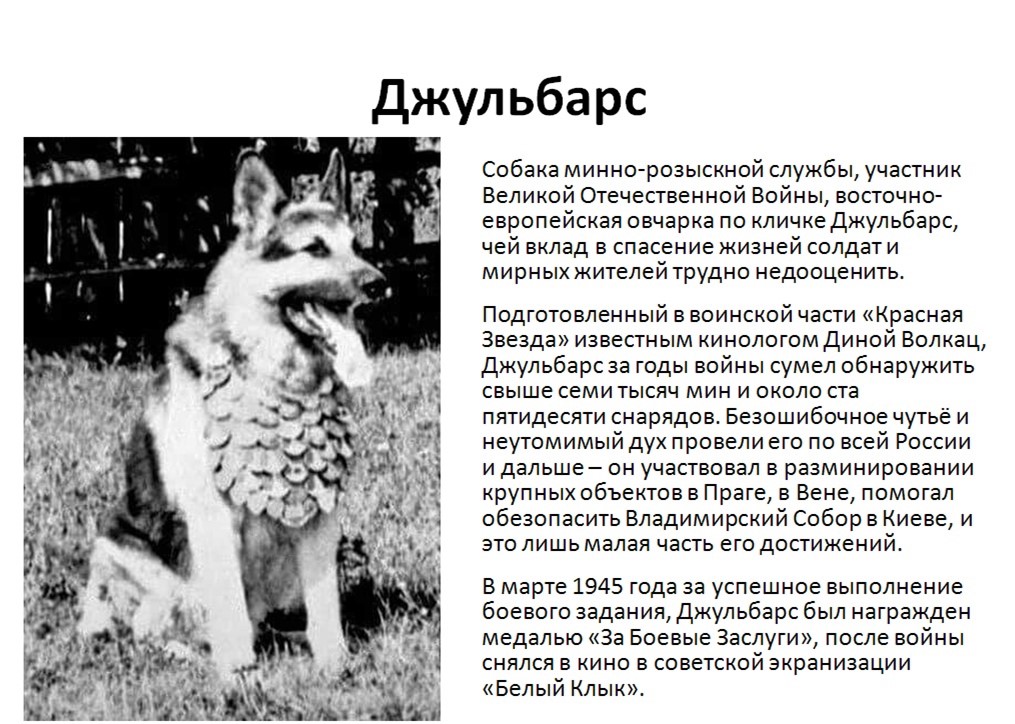 Джульбарс
Собака минно-розыскной службы, участник
Великой Отечественной Войны, восточно-
европейская овчарка по кличке Джульбарс,
чей вклад в спасение жизней солдат и
мирных жителей трудно недооценить.
Подготовленный в воинской части «Красная
Звезда» известным кинологом Диной Волкац,
Джульбарс за годы войны сумел обнаружить
свыше семи тысяч мин и около ста
пятидесяти снарядов. Безошибочное чутьё и
неутомимый дух провели его по всей России
и дальше – он участвовал в разминировании
крупных объектов в Праге, в Вене, помогал
обезопасить Владимирский Собор в Киеве, и
это лишь малая часть его достижений.
В марте 1945 года за успешное выполнение
боевого задания, Джульбарс был награжден
медалью «За Боевые Заслуги», после войны
снялся в кино в советской экранизации
«Белый Клык».